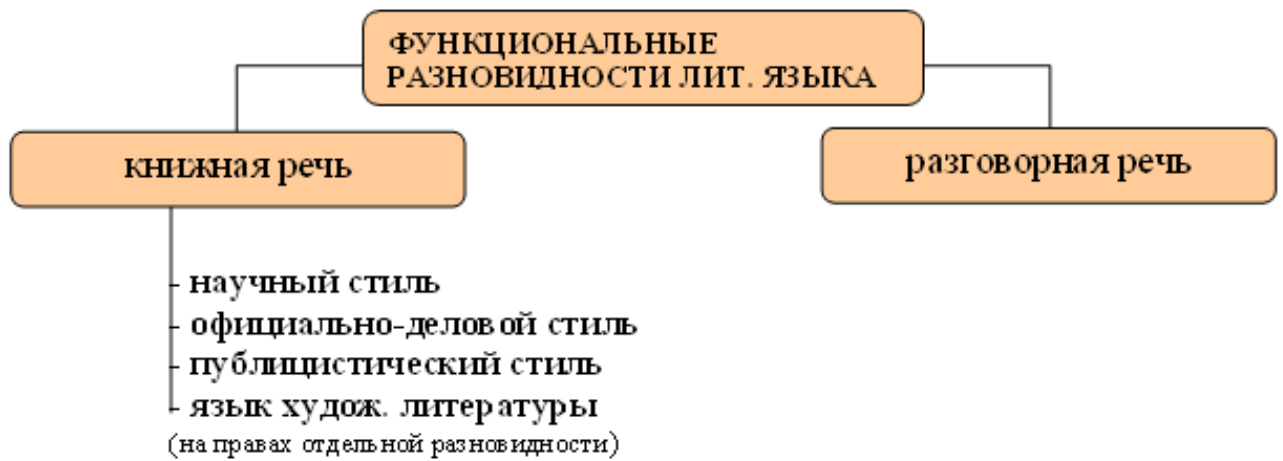 ФУНКЦИОНАЛЬНЫЕ
РАЗНОВИДНОСТИ ЛИТ. ЯЗЫКА
книжная речь
разговорная речь
- научный стиль
- официально-деловой стиль
- публицистический стиль
- язык худож. литературы
(на правах отдельной разновидности)